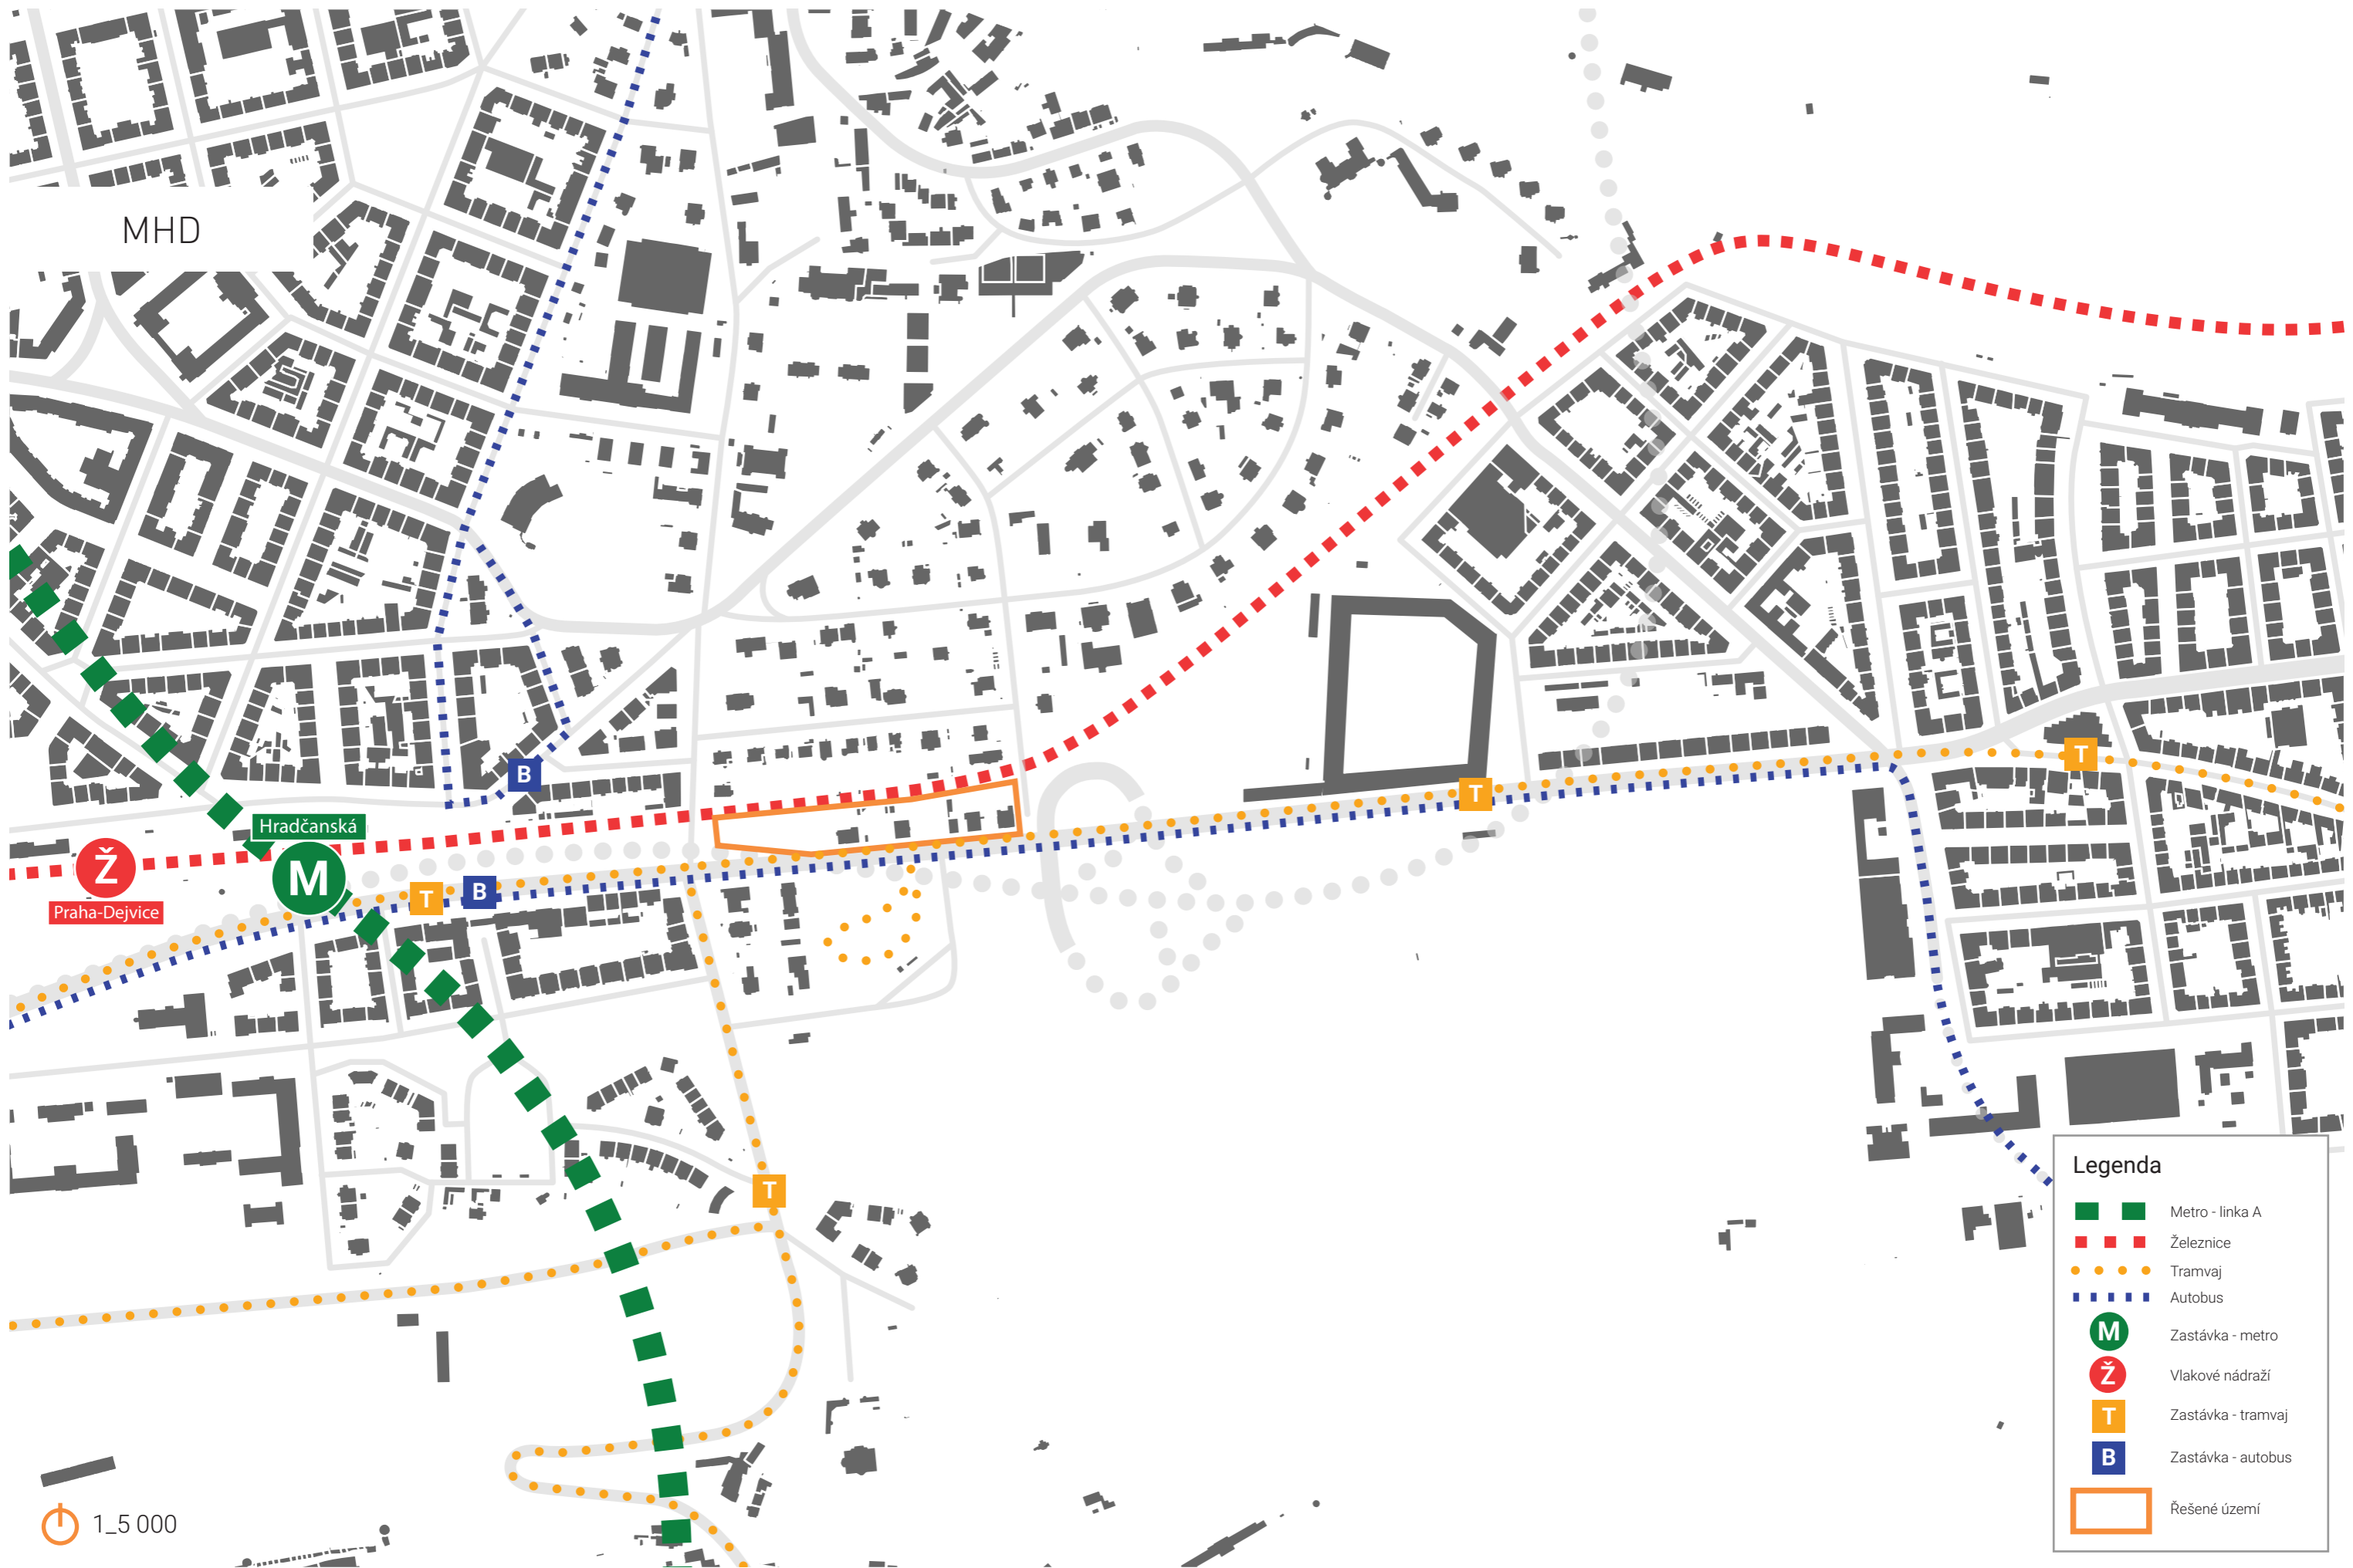 MHD
B
Hradčanská
M
Ž
Praha-Dejvice
T
B
T
T
T
Legenda
Metro - linka A
Železnice
Tramvaj
Autobus
M Zastávka - metro
Ž Vlakové nádraží
T Zastávka - tramvaj
B Zastávka - autobus
Řešené území
1_5 000